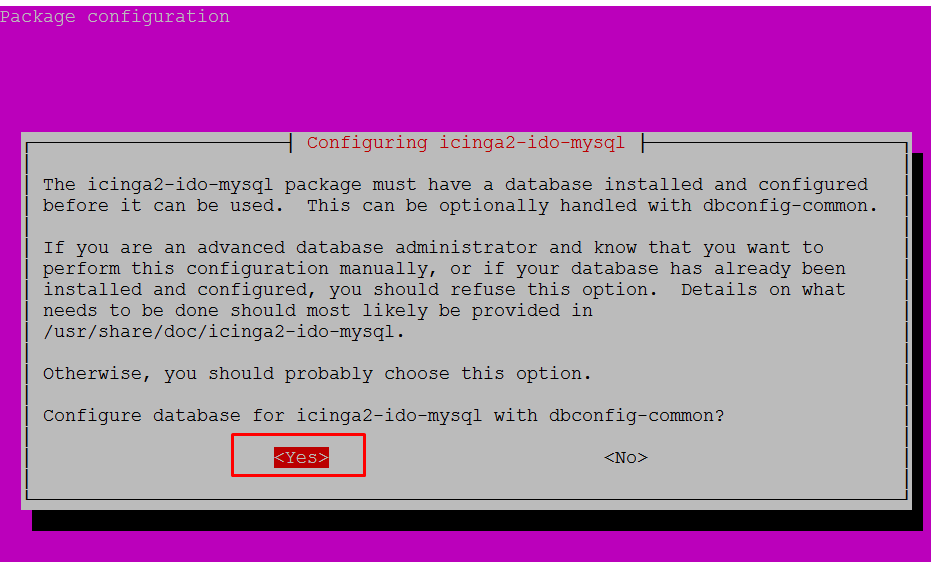 Package configuration
Configuring icinga2-ido-mysql
The icinga2-ido-mysql package must have a database installed and configured
before it can be used.  This can be optionally handled with dbconfig-common.
If you are an advanced database administrator and know that you want to
perform this configuration manually, or if your database has already been
installed and configured, you should refuse this option.  Details on what
needs to be done should most likely be provided in
/usr/share/doc/icinga2-ido-mysql.
Otherwise, you should probably choose this option.
Configure database for icinga2-ido-mysql with dbconfig-common?
<Yes> <No>